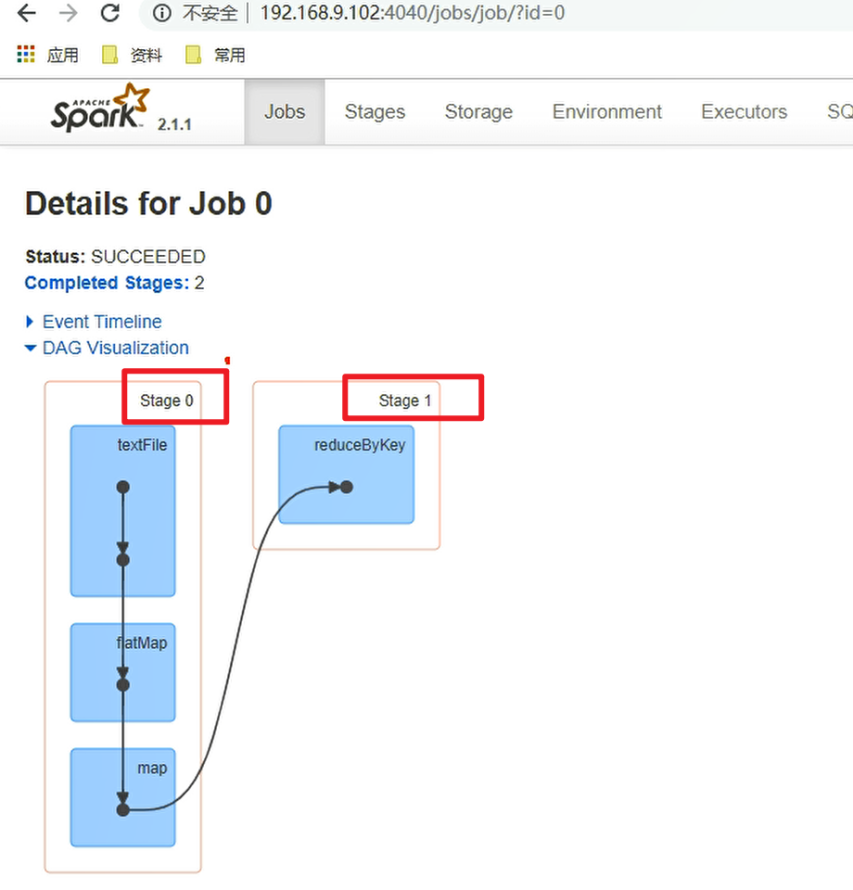 不安全 192.168.9.102:4040/jobs/job/?id=0
应用 资料 常用
APACHE Spark 2.1.1 Jobs Stages Storage Environment Executors SQ
Details for Job 0
Status: SUCCEEDED
Completed Stages: 2
Event Timeline
DAG Visualization
Stage 0
textFile
flatMap
map
Stage 1
reduceByKey